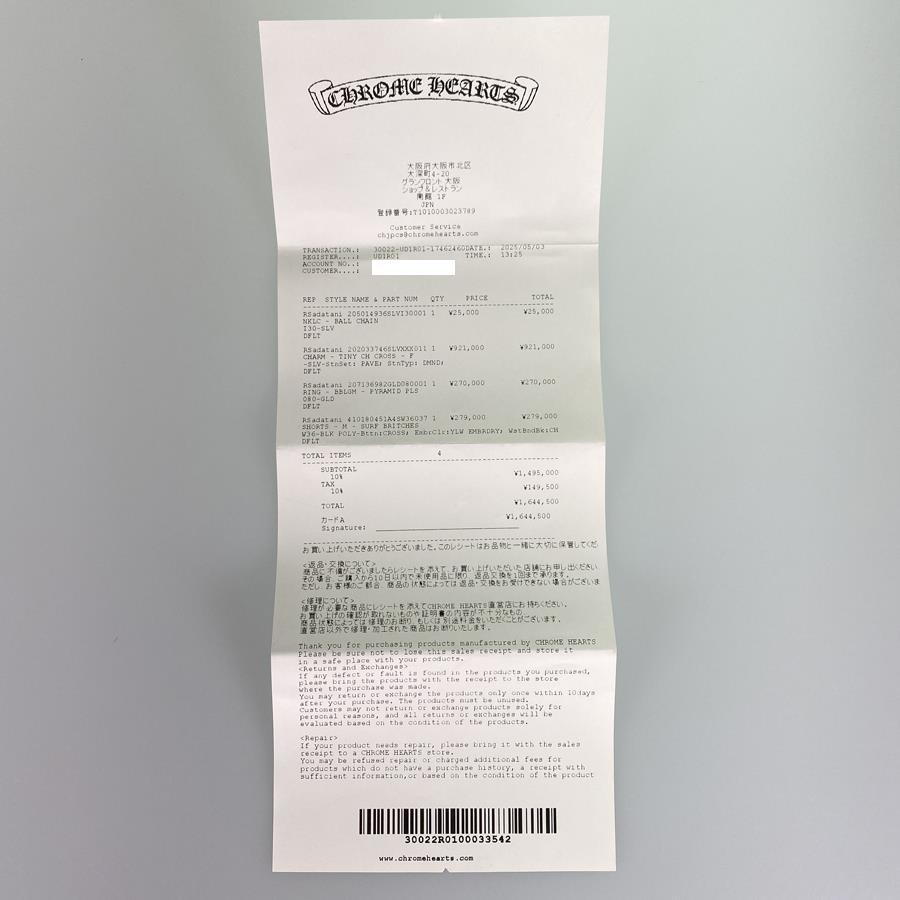 CHROME HEARTS
大阪府大阪市北区
大深町4-20
グランフロント大阪
ショップ&レストラン
南館 1F
JPN
登録番号:T1010003023789
Customer Service
chjpcs@chromehearts.com
TRANSACTION.: 30022-UD1R01-17462460DATE.: 2025/05/03
REGISTER....: UD1R01 TIME.: 13:25
ACCOUNT NO..:
CUSTOMER....:
REP STYLE NAME & PART NUM QTY PRICE TOTAL
RSadatani 205014936SLVI30001 1 ¥25,000 ¥25,000
NKLC - BALL CHAIN
I30-SLV
DFLT
RSadatani 202033746SLVXXX011 1 ¥921,000 ¥921,000
CHARM - TINY CH CROSS - F
-SLV-StnSet: PAVE; StnTyp: DMND;
DFLT
RSadatani 207136982GLD080001 1 ¥270,000 ¥270,000
RING - BBLGM - PYRAMID PLS
080-GLD
DFLT
RSadatani 410180451A4SW36037 1 ¥279,000 ¥279,000
SHORTS - M - SURF BRITCHES
W36-BLK POLY-Bttn:CROSS; EmbrClr:YLW EMBRDRY; WstBndBk:CH
DFLT
TOTAL ITEMS 4
SUBTOTAL ¥1,495,000
10%
TAX ¥149,500
10%
TOTAL ¥1,644,500
カードA ¥1,644,500
Signature:
お買い上げいただきありがとうございました。このレシートはお品物と一緒に大切に保管してくだ
<返品・交換について>
商品に不備がございましたらレシートを添えて、お買い上げいただいた店舗にお申し出ください
その場合、ご購入から10日以内で未使用品に限り、返品交換を1回まで承ります。
ただし、お客様のご都合、商品の状態によっては返品・交換をお受けできない場合がございま
<修理について>
修理が必要な商品にレシートを添えてCHROME HEARTS直営店にお持ちください。
お買い上げの確認が取れないものや証明書の内容が不十分なもの、
商品状態によっては修理のお断り、もしくは別途料金をいただくことがございます。
直営店以外で修理・加工された商品はお断りいたします。
Thank you for purchasing products manufactured by CHROME HEARTS
Please be sure not to lose this sales receipt and store it
in a safe place with your products.
<Returns and Exchanges>
If any defect or fault is found in the products you purchased,
please bring the products with the receipt to the store
where the purchase was made.
You may return or exchange the products only once within 10days
after your purchase. The products must be unused.
Customers may not return or exchange products solely for
personal reasons, and all returns or exchanges will be
evaluated based on the condition of the products.
<Repair>
If your product needs repair, please bring it with the sales
receipt to a CHROME HEARTS store.
You may be refused repair or charged additional fees for
products which do not have a purchase history, a receipt with
sufficient information,or based on the condition of the product
30022R0100033542
www.chromehearts.com